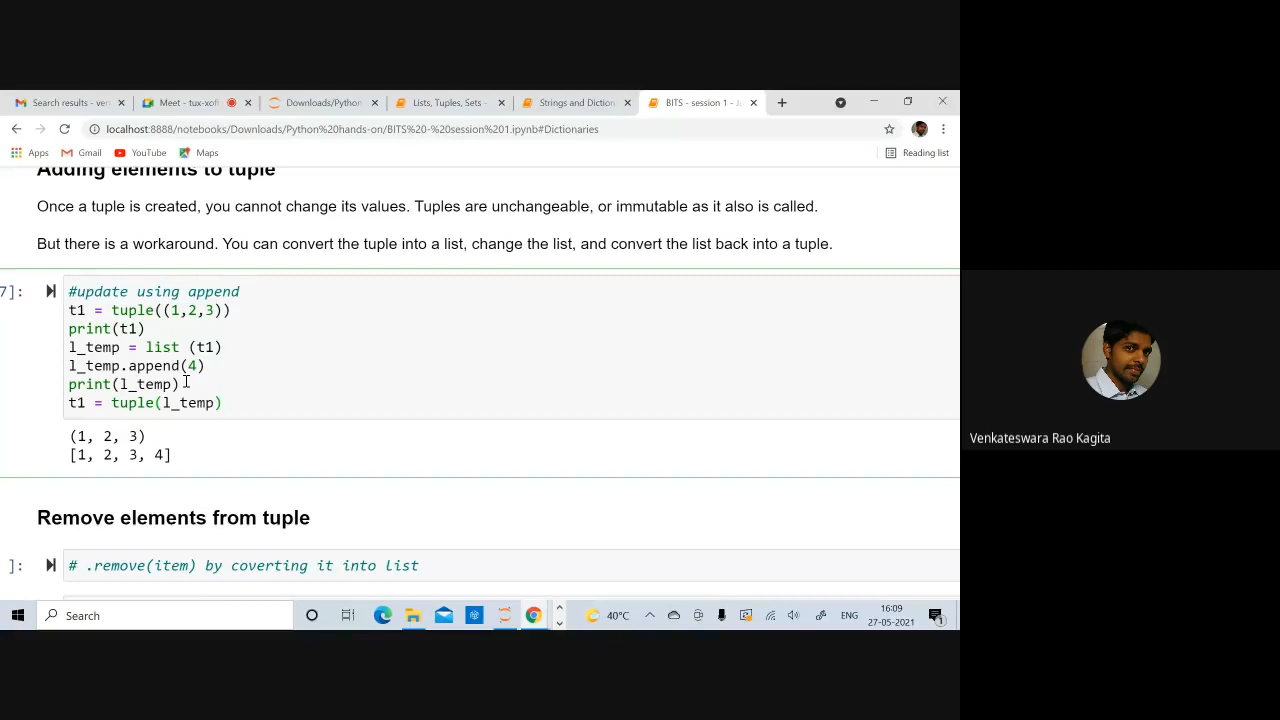 Search results - ven
Meet - tux-xofl
Downloads/Python
Lists, Tuples, Sets -
Strings and Diction
BITS - session 1 - Ju
localhost:8888/notebooks/Downloads/Python%20hands-on/BITS%20-%20session%201.ipynb#Dictionaries
Apps Gmail YouTube Maps Reading list
Adding elements to tuple
Once a tuple is created, you cannot change its values. Tuples are unchangeable, or immutable as it also is called.
But there is a workaround. You can convert the tuple into a list, change the list, and convert the list back into a tuple.
7]:
#update using append
t1 = tuple((1,2,3))
print(t1)
l_temp = list (t1)
l_temp.append(4)
print(l_temp)
t1 = tuple(l_temp)
(1, 2, 3)
[1, 2, 3, 4]
Venkateswara Rao Kagita
Remove elements from tuple
]:
# .remove(item) by coverting it into list
Search
40°C
ENG
16:09
27-05-2021
1